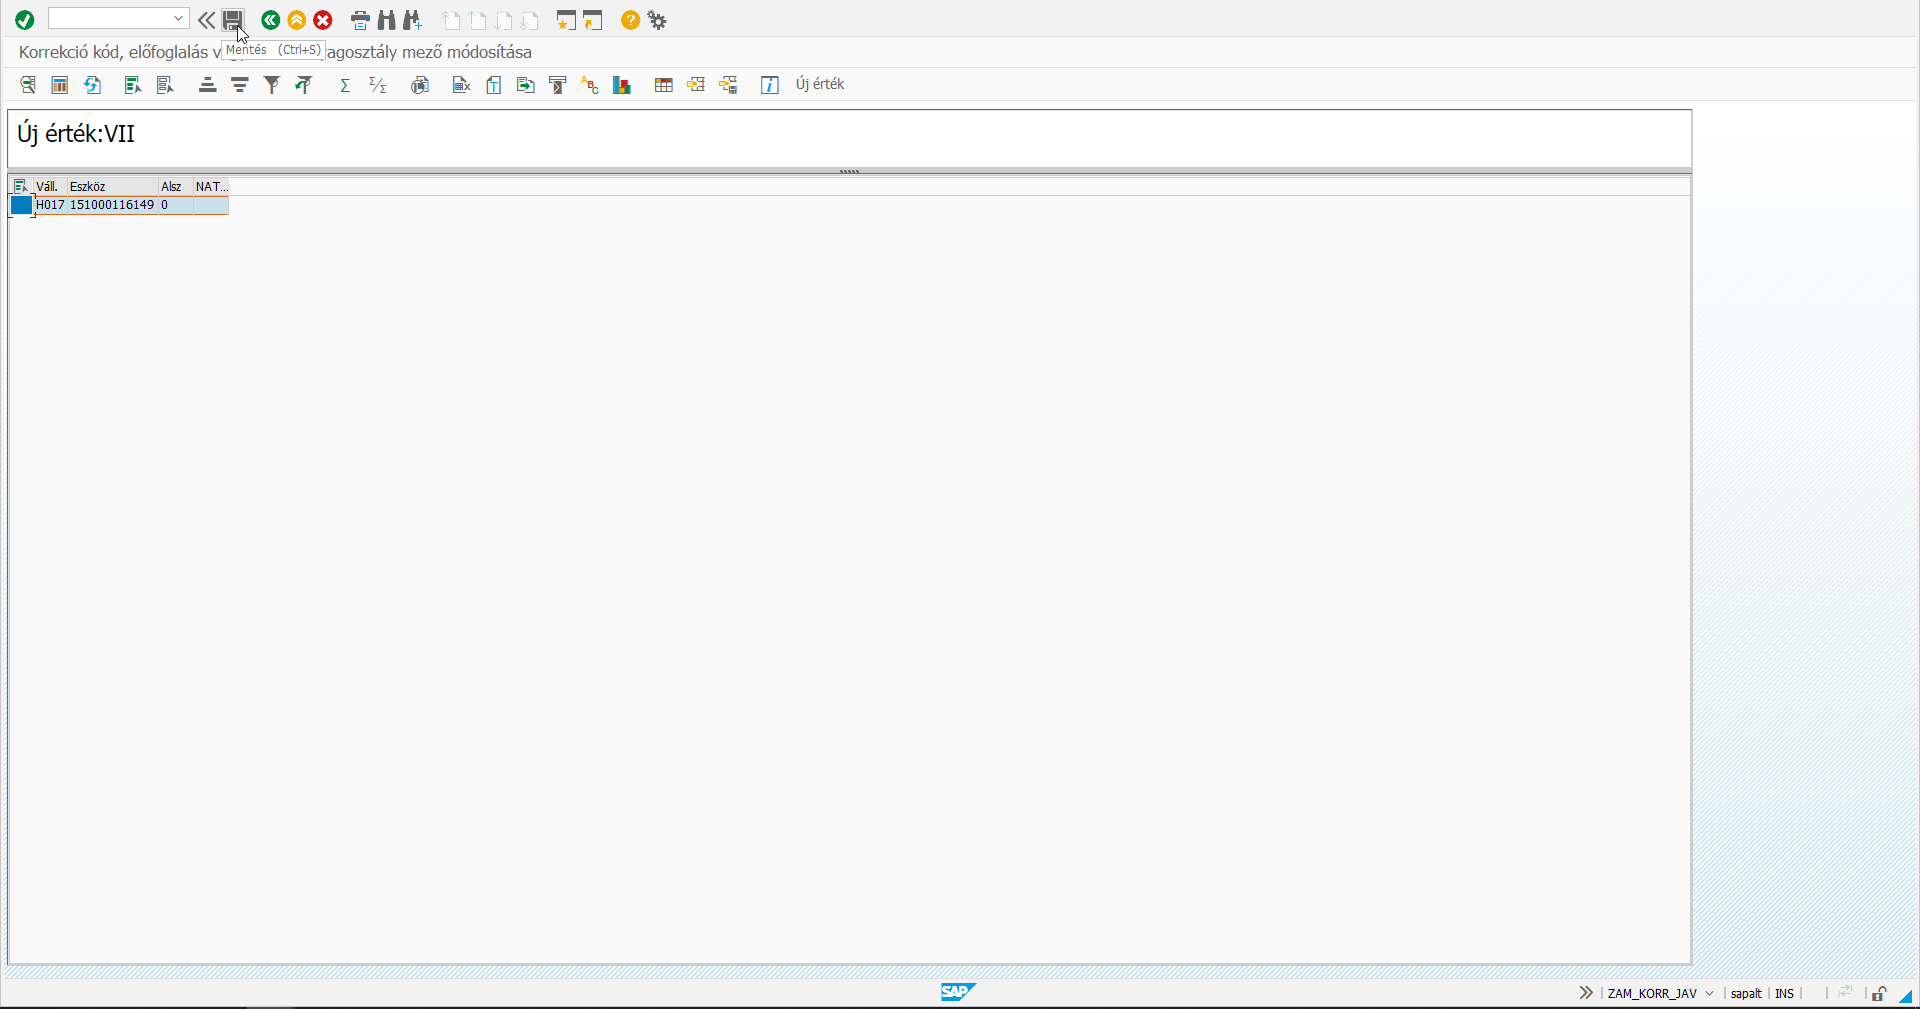 Korrekció kód, előfoglalás v
Mentés (Ctrl+S)
yagosztály mező módosítása
Új érték
Új érték:VII
Váll. Eszköz Alsz NAT...
H017 151000116149 0
SAP
ZAM_KORR_JAV sapalt INS